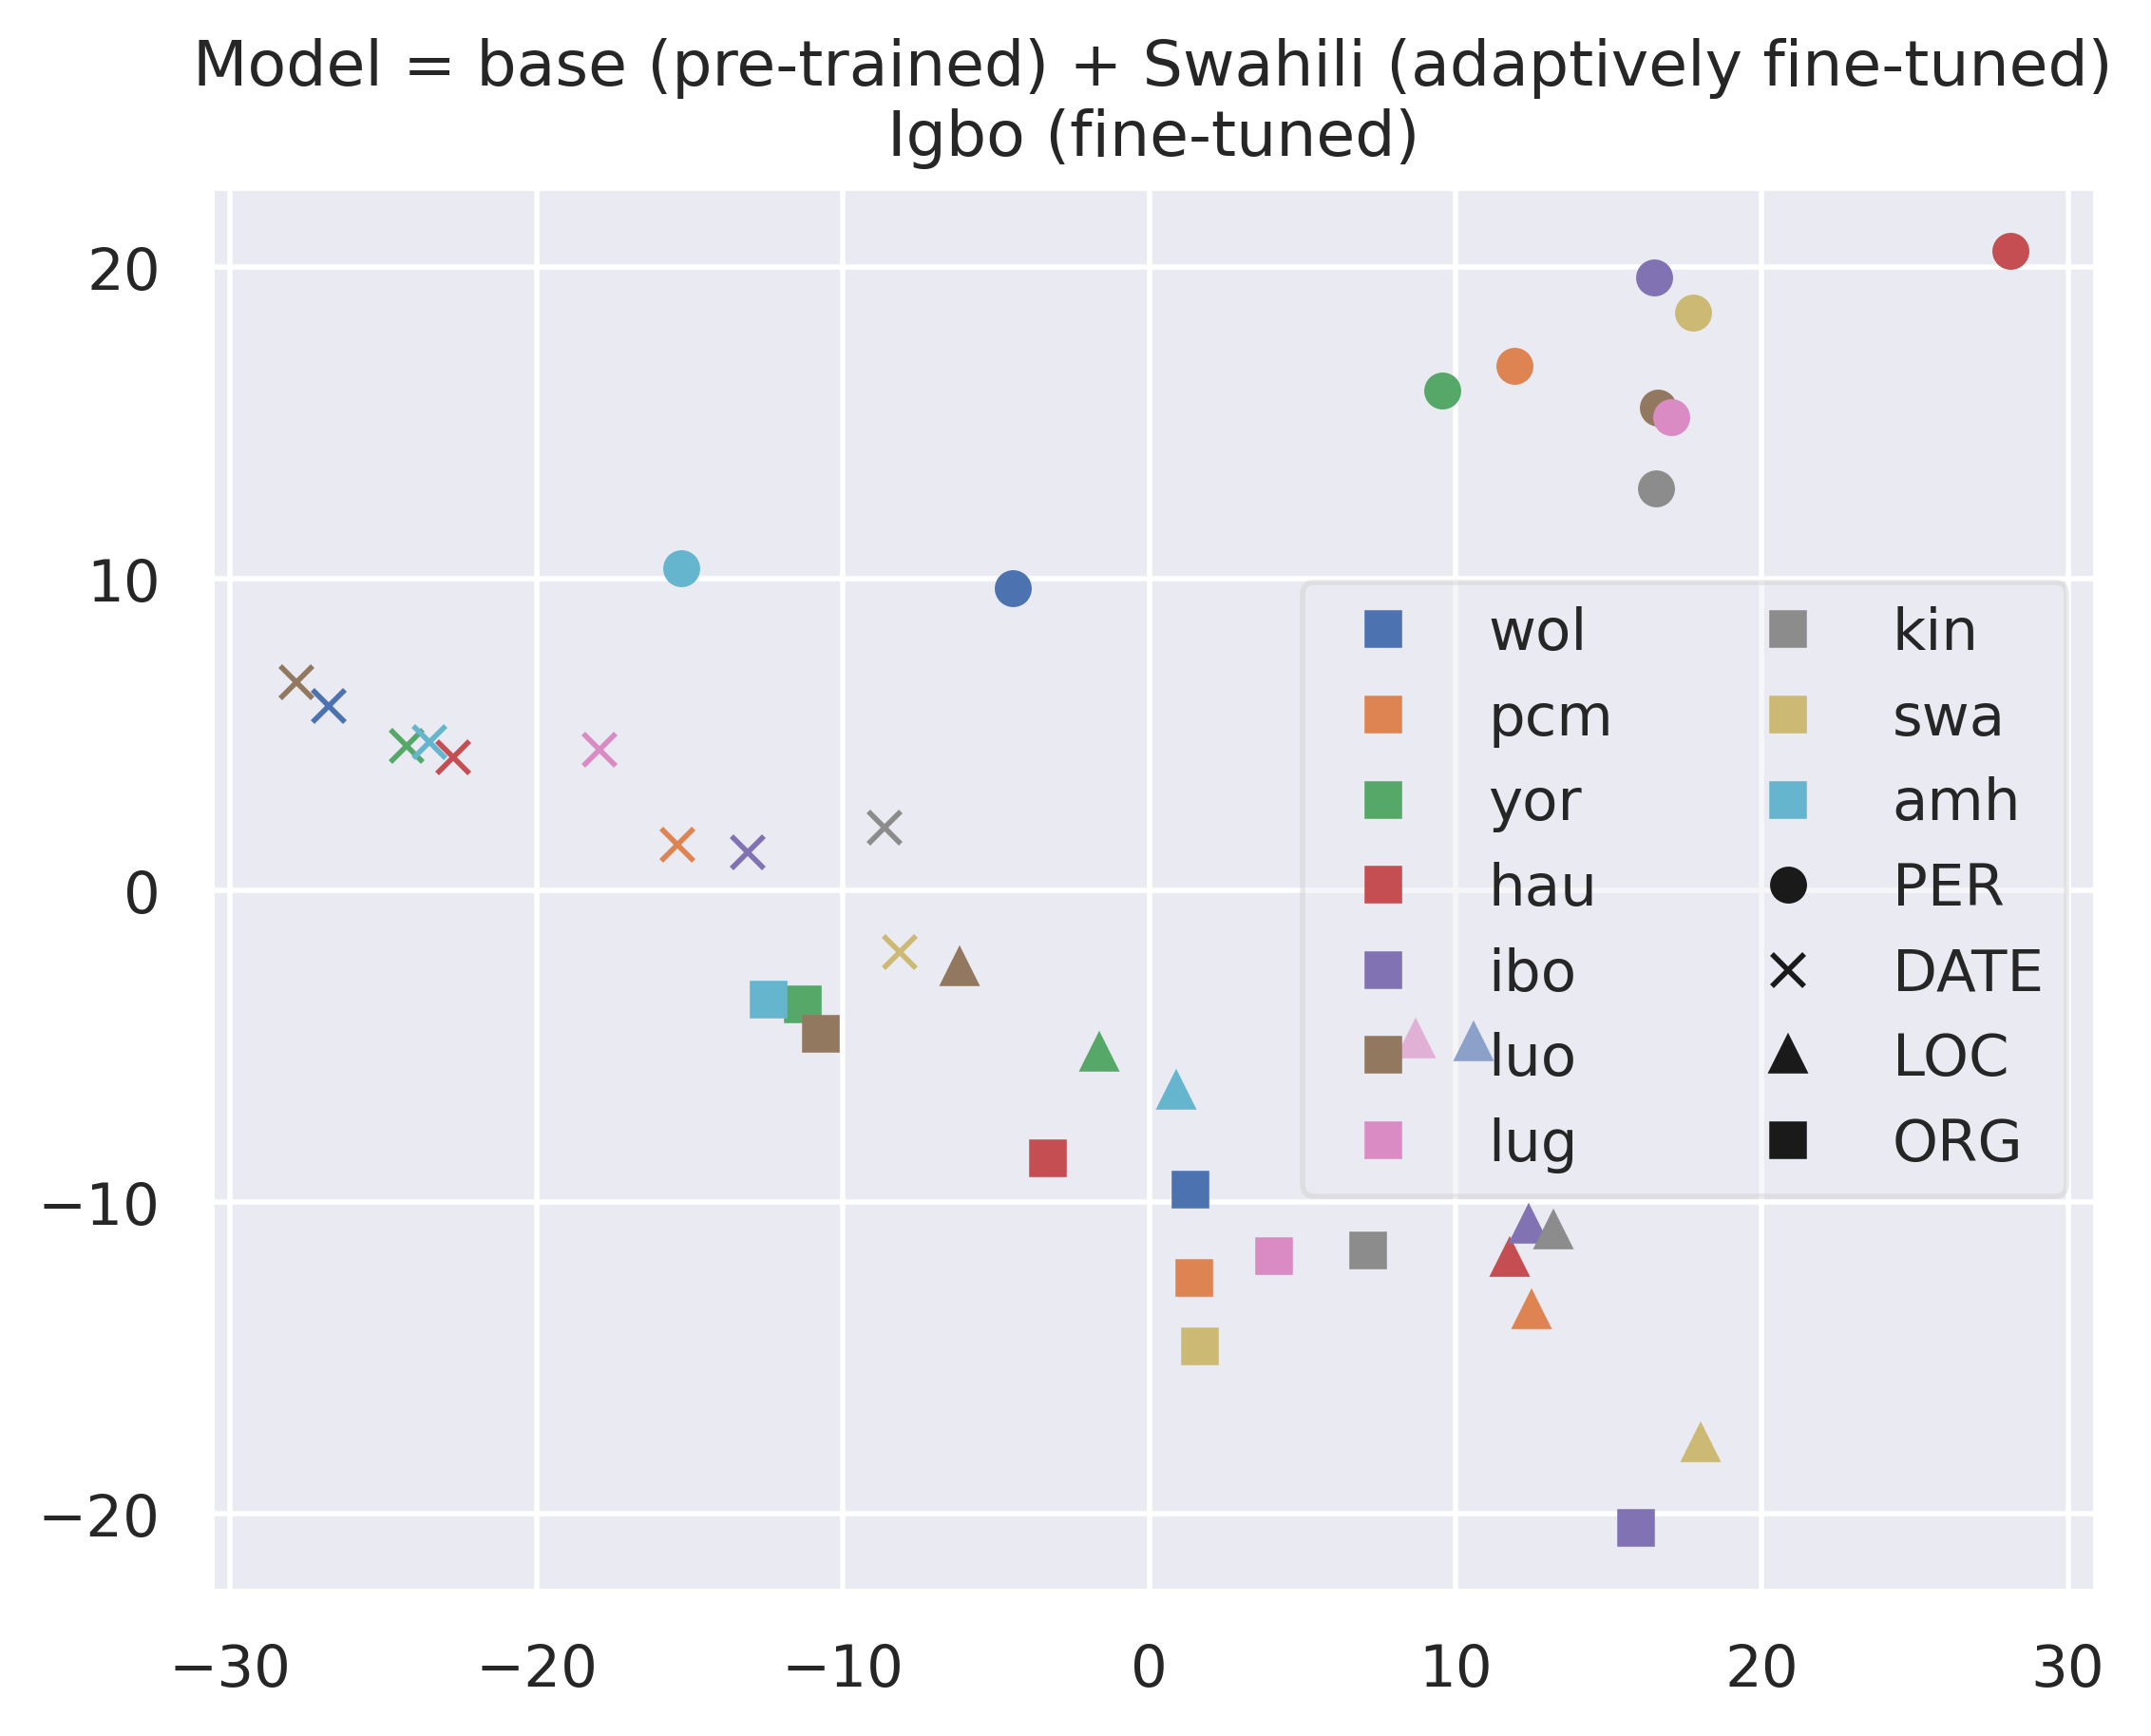 Model = base (pre-trained) + Swahili (adaptively fine-tuned)
Igbo (fine-tuned)
20
10
0
−10
−20
−30
−20
−10
0
10
20
30
wol
pcm
yor
hau
ibo
luo
lug
kin
swa
amh
PER
DATE
LOC
ORG